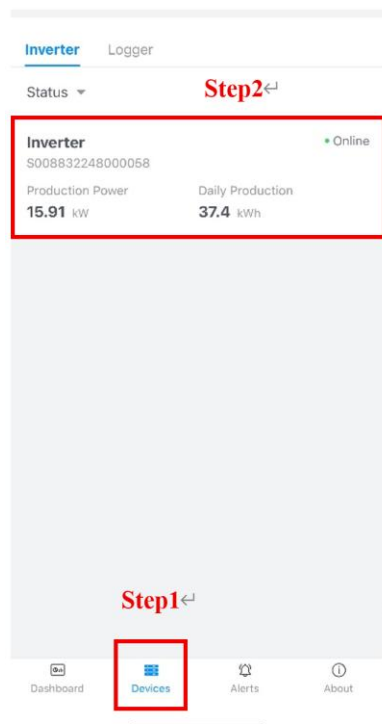 Inverter Logger
Status
Step2
Inverter
Online
S008832248000058
Production Power Daily Production
15.91 kW 37.4 kWh
Step1
Dashboard Devices Alerts About